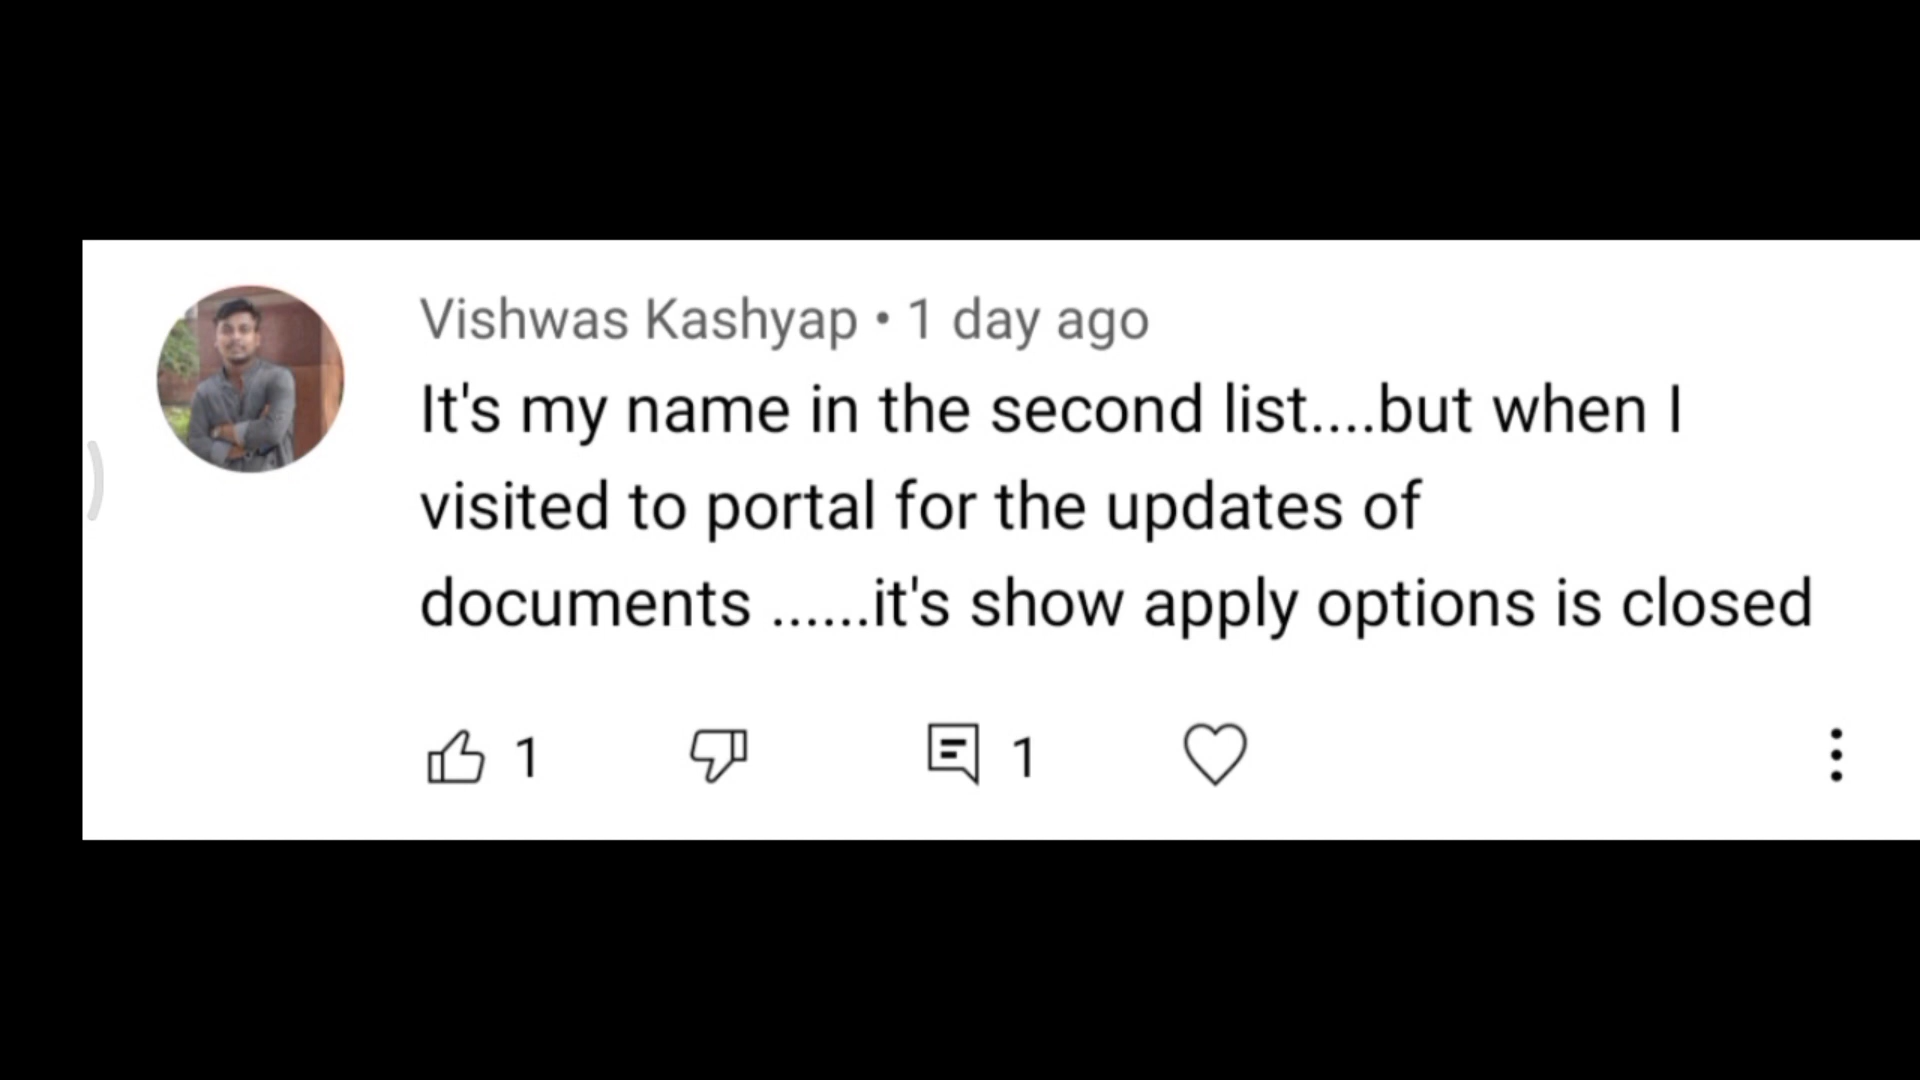 Vishwas Kashyap • 1 day ago
It's my name in the second list....but when I
visited to portal for the updates of
documents ......it's show apply options is closed
1 1